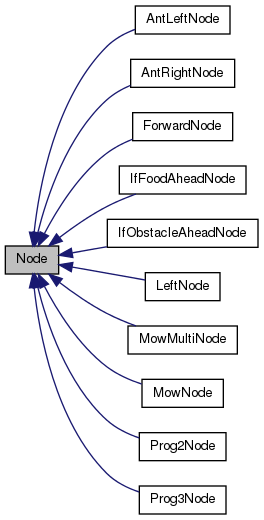 AntLeftNode
AntRightNode
ForwardNode
IfFoodAheadNode
IfObstacleAheadNode
Node
LeftNode
MowMultiNode
MowNode
Prog2Node
Prog3Node